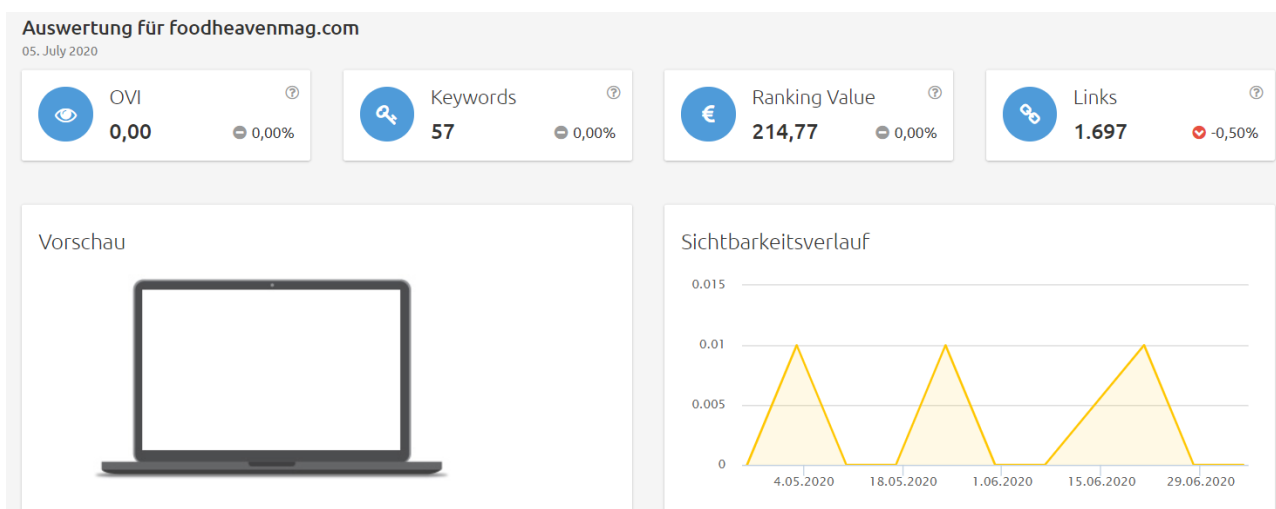 Auswertung für foodheavenmag.com
05. July 2020
OVI
0,00
0,00%
Keywords
57
0,00%
Ranking Value
214,77
0,00%
Links
1.697
-0,50%
Vorschau
Sichtbarkeitsverlauf
0.015
0.01
0.005
0
4.05.2020 18.05.2020 1.06.2020 15.06.2020 29.06.2020